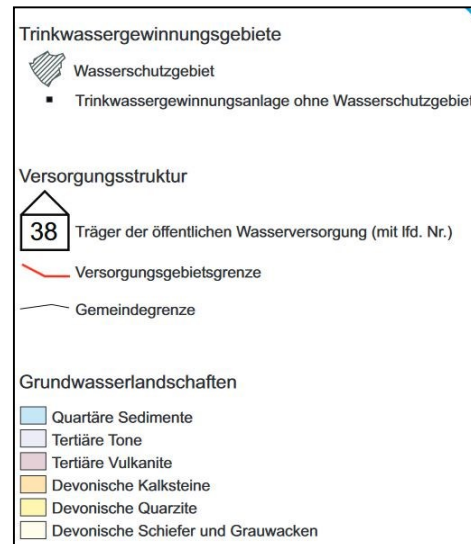 Trinkwassergewinnungsgebiete
Wasserschutzgebiet
Trinkwassergewinnungsanlage ohne Wasserschutzgebiet
Versorgungsstruktur
38 Träger der öffentlichen Wasserversorgung (mit lfd. Nr.)
Versorgungsgebietsgrenze
Gemeindegrenze
Grundwasserlandschaften
Quartäre Sedimente
Tertiäre Tone
Tertiäre Vulkanite
Devonische Kalksteine
Devonische Quarzite
Devonische Schiefer und Grauwacken